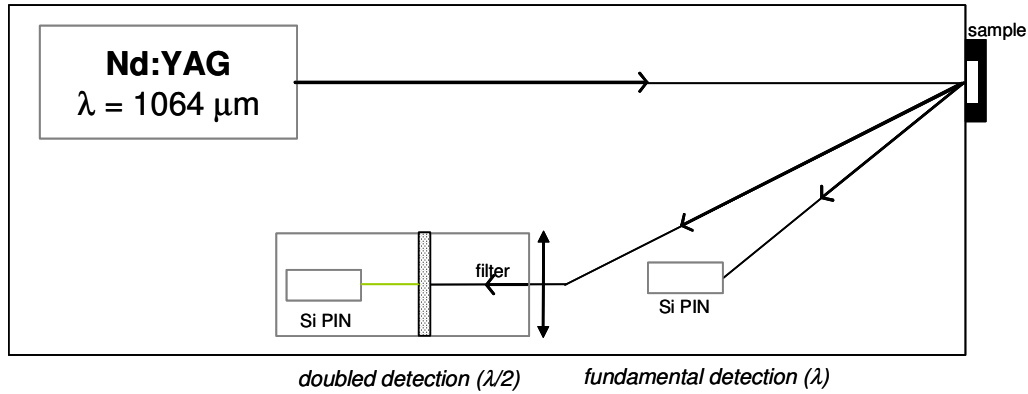 sample
Nd:YAG
λ = 1064 μm
filter
Si PIN
Si PIN
doubled detection (λ/2)
fundamental detection (λ)